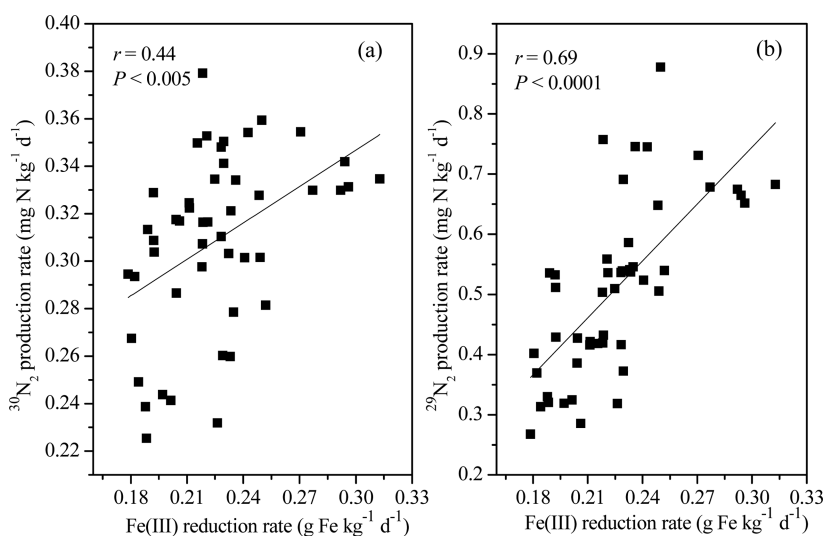 (a)
r = 0.44
P < 0.005
0.40
0.38
0.36
0.34
0.32
0.30
0.28
0.26
0.24
0.22
³⁰N₂ production rate (mg N kg⁻¹ d⁻¹)
0.18 0.21 0.24 0.27 0.30 0.33
Fe(III) reduction rate (g Fe kg⁻¹ d⁻¹)
(b)
r = 0.69
P < 0.0001
0.9
0.8
0.7
0.6
0.5
0.4
0.3
0.2
²⁹N₂ production rate (mg N kg⁻¹ d⁻¹)
0.18 0.21 0.24 0.27 0.30 0.33
Fe(III) reduction rate (g Fe kg⁻¹ d⁻¹)